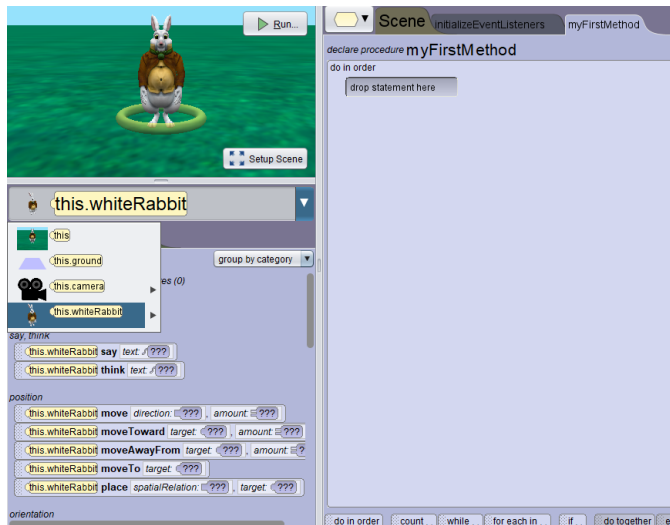 Run...
Setup Scene
this.whiteRabbit
this
this.ground
this.camera
this.whiteRabbit
group by category
res (0)
say, think
this.whiteRabbit say text: ???
this.whiteRabbit think text: ???
position
this.whiteRabbit move direction: ??? , amount: ???
this.whiteRabbit moveToward target: ??? , amount: ???
this.whiteRabbit moveAwayFrom target: ??? , amount: ?
this.whiteRabbit moveTo target: ???
this.whiteRabbit place spatialRelation: ??? , target: ???
orientation
Scene initializeEventListeners myFirstMethod
declare procedure myFirstMethod
do in order
drop statement here
do in order count while for each in if do together